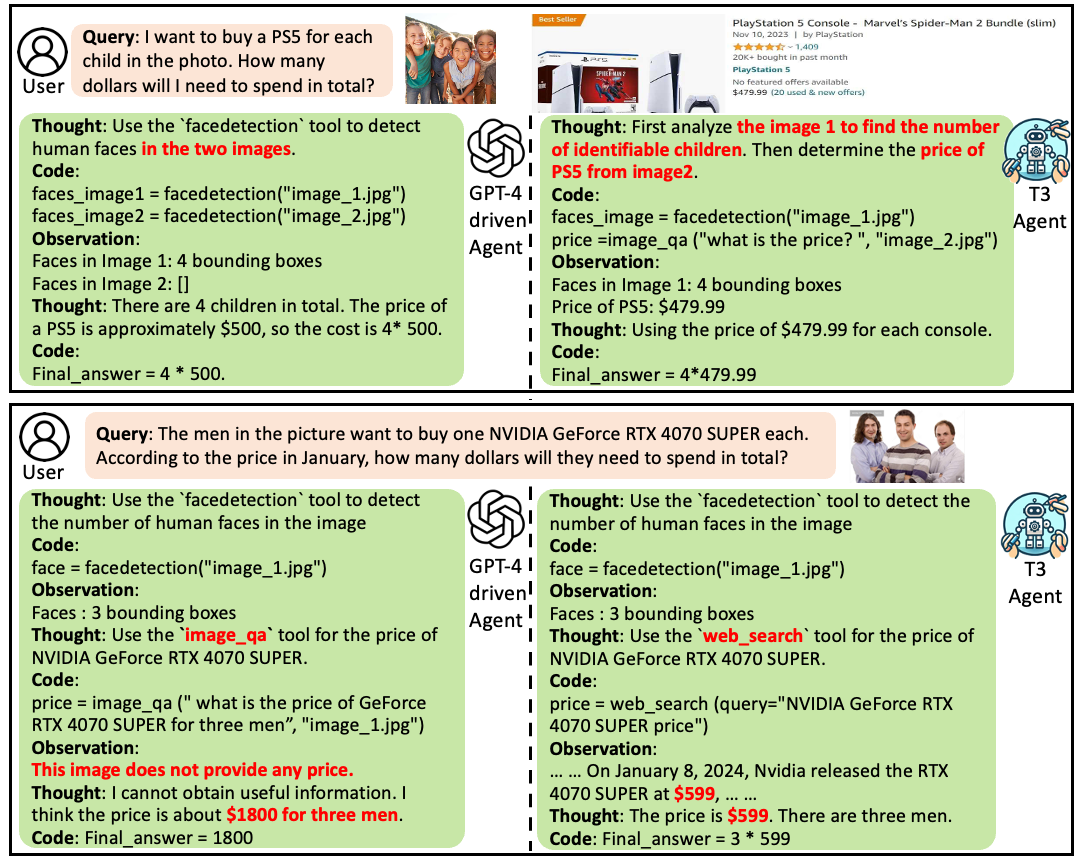 Query: I want to buy a PS5 for each
child in the photo. How many
dollars will I need to spend in total?
User
Best Seller
PlayStation 5 Console - Marvel's Spider-Man 2 Bundle (slim)
Nov 10, 2023 | by PlayStation
1,409
20K+ bought in past month
PlayStation 5
No featured offers available
$479.99 (20 used & new offers)
SPIDER-MAN 2
Thought: Use the `facedetection` tool to detect
human faces in the two images.
Code:
faces_image1 = facedetection("image_1.jpg")
faces_image2 = facedetection("image_2.jpg")
Observation:
Faces in Image 1: 4 bounding boxes
Faces in Image 2: []
Thought: There are 4 children in total. The price of
a PS5 is approximately $500, so the cost is 4* 500.
Code:
Final_answer = 4 * 500.
GPT-4
driven
Agent
Thought: First analyze the image 1 to find the number
of identifiable children. Then determine the price of
PS5 from image2.
Code:
faces_image = facedetection("image_1.jpg")
price =image_qa ("what is the price? ", "image_2.jpg")
Observation:
Faces in Image 1: 4 bounding boxes
Price of PS5: $479.99
Thought: Using the price of $479.99 for each console.
Code:
Final_answer = 4*479.99
T3
Agent
Query: The men in the picture want to buy one NVIDIA GeForce RTX 4070 SUPER each.
According to the price in January, how many dollars will they need to spend in total?
User
Thought: Use the `facedetection` tool to detect
the number of human faces in the image
Code:
face = facedetection("image_1.jpg")
Observation:
Faces : 3 bounding boxes
Thought: Use the `image_qa` tool for the price of
NVIDIA GeForce RTX 4070 SUPER.
Code:
price = image_qa (" what is the price of GeForce
RTX 4070 SUPER for three men”, "image_1.jpg")
Observation:
This image does not provide any price.
Thought: I cannot obtain useful information. I
think the price is about $1800 for three men.
Code: Final_answer = 1800
GPT-4
driven
Agent
Thought: Use the `facedetection` tool to detect the
number of human faces in the image
Code:
face = facedetection("image_1.jpg")
Observation:
Faces : 3 bounding boxes
Thought: Use the `web_search` tool for the price of
NVIDIA GeForce RTX 4070 SUPER.
Code:
price = web_search (query="NVIDIA GeForce RTX
4070 SUPER price")
Observation:
... ... On January 8, 2024, Nvidia released the RTX
4070 SUPER at $599, ... ...
Thought: The price is $599. There are three men.
Code: Final_answer = 3 * 599
T3
Agent